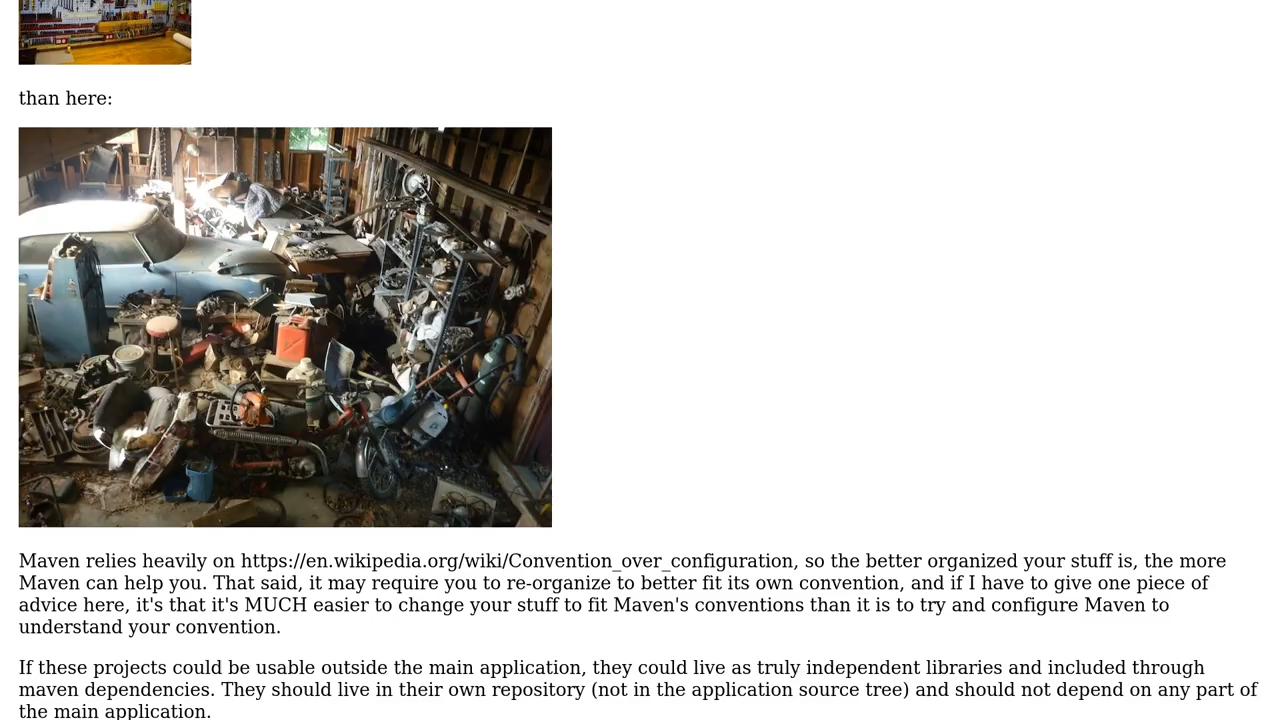 than here:
Maven relies heavily on https://en.wikipedia.org/wiki/Convention_over_configuration, so the better organized your stuff is, the more
Maven can help you. That said, it may require you to re-organize to better fit its own convention, and if I have to give one piece of
advice here, it's that it's MUCH easier to change your stuff to fit Maven's conventions than it is to try and configure Maven to
understand your convention.
If these projects could be usable outside the main application, they could live as truly independent libraries and included through
maven dependencies. They should live in their own repository (not in the application source tree) and should not depend on any part of
the main application.